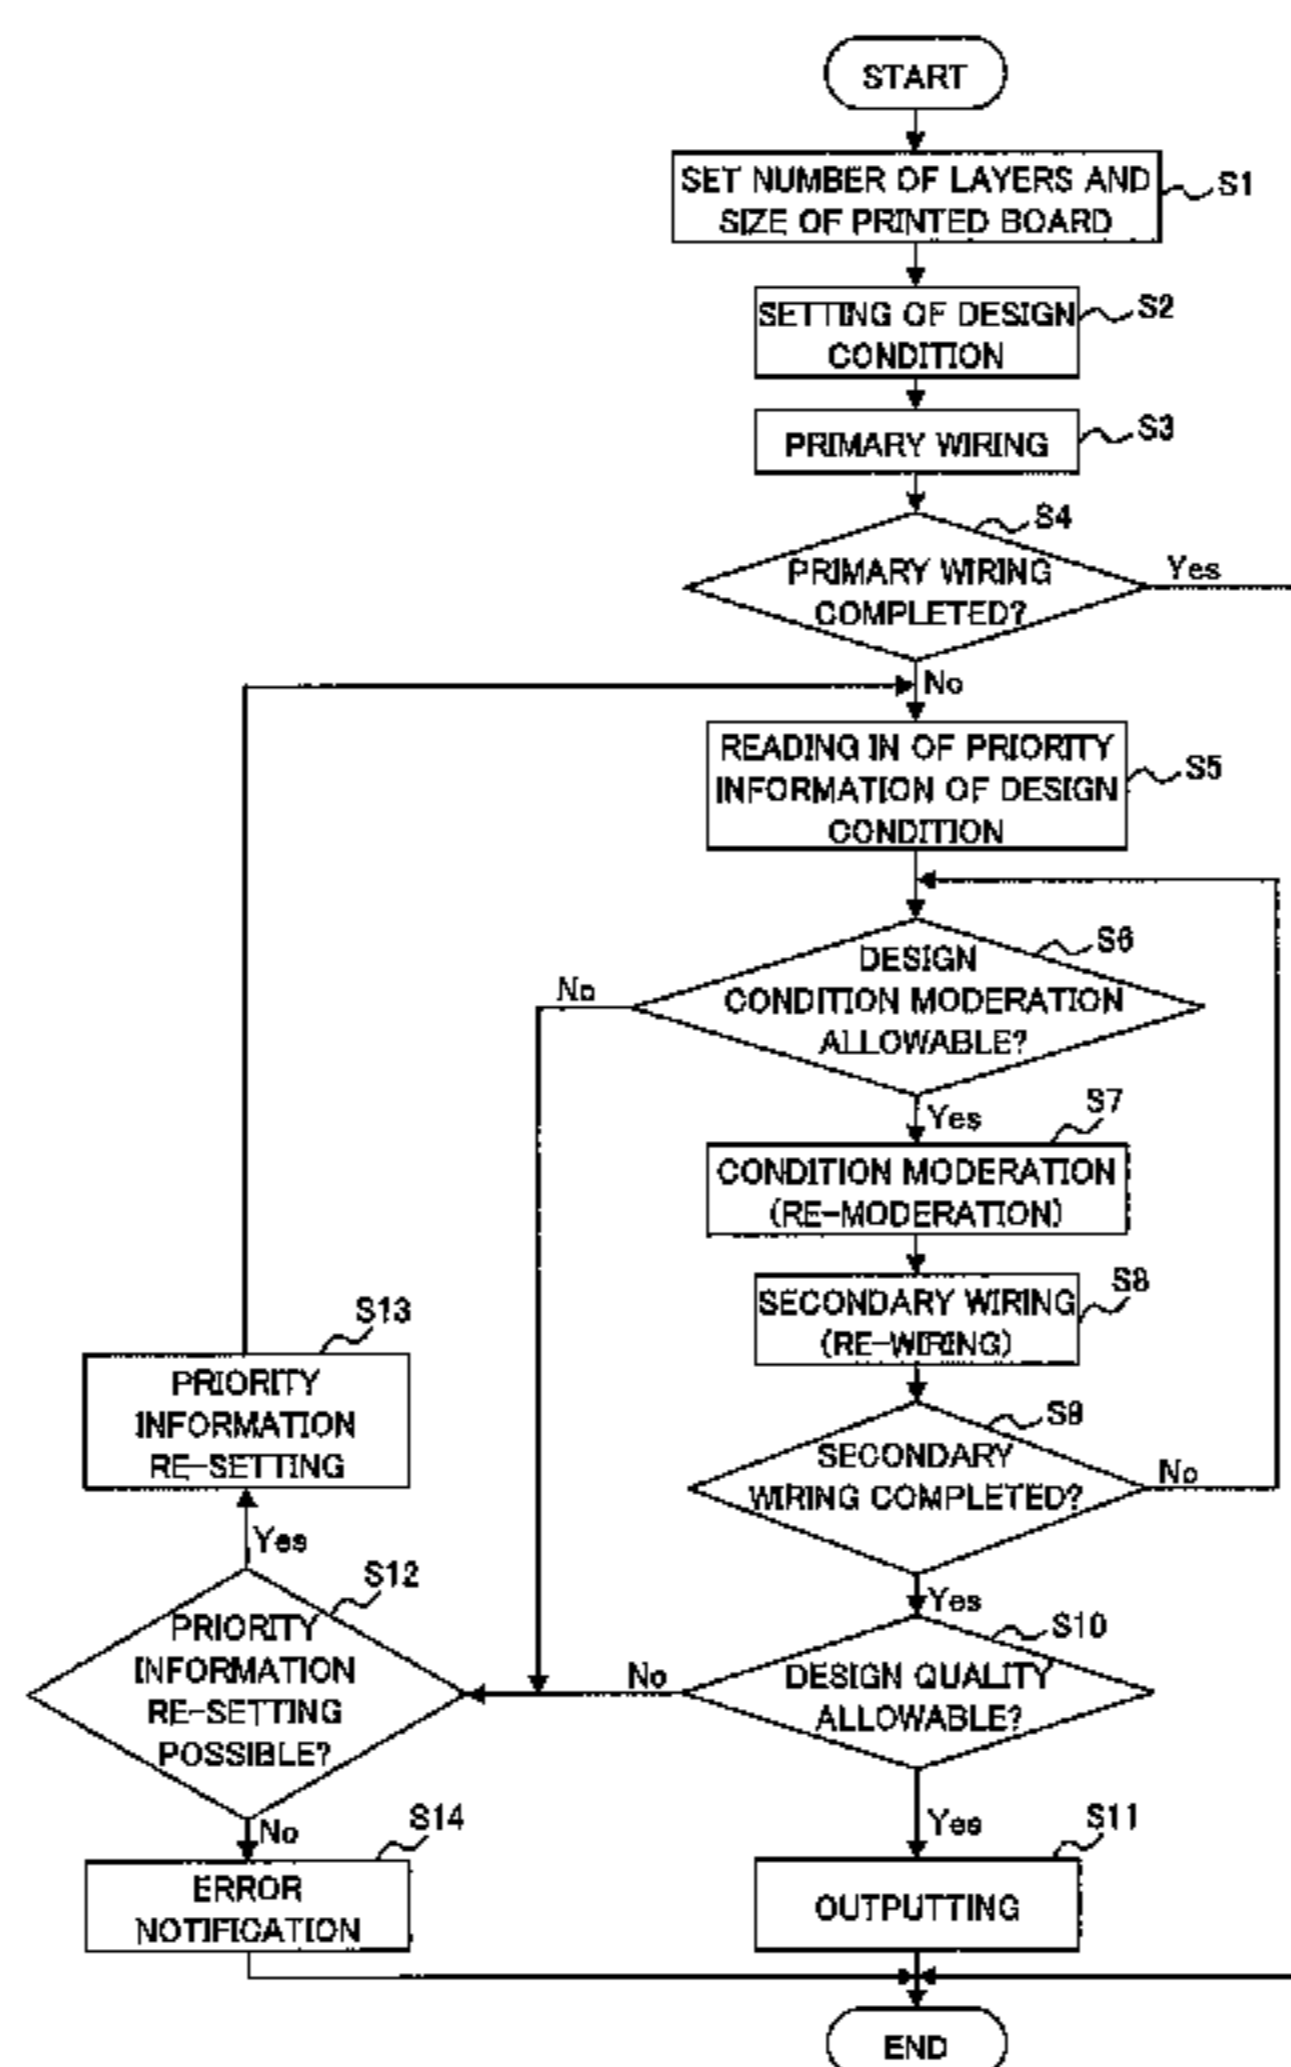 START
SET NUMBER OF LAYERS AND
SIZE OF PRINTED BOARD
S1
SETTING OF DESIGN
CONDITION
S2
PRIMARY WIRING
S3
S4
PRIMARY WIRING
COMPLETED?
Yes
No
READING IN OF PRIORITY
INFORMATION OF DESIGN
CONDITION
S5
S6
DESIGN
CONDITION MODERATION
ALLOWABLE?
No
Yes
S7
CONDITION MODERATION
(RE-MODERATION)
S8
SECONDARY WIRING
(RE-WIRING)
S9
SECONDARY
WIRING COMPLETED?
No
Yes
S10
DESIGN QUALITY
ALLOWABLE?
No
Yes
S11
OUTPUTTING
S13
PRIORITY
INFORMATION
RE-SETTING
Yes
S12
PRIORITY
INFORMATION
RE-SETTING
POSSIBLE?
No
S14
ERROR
NOTIFICATION
END